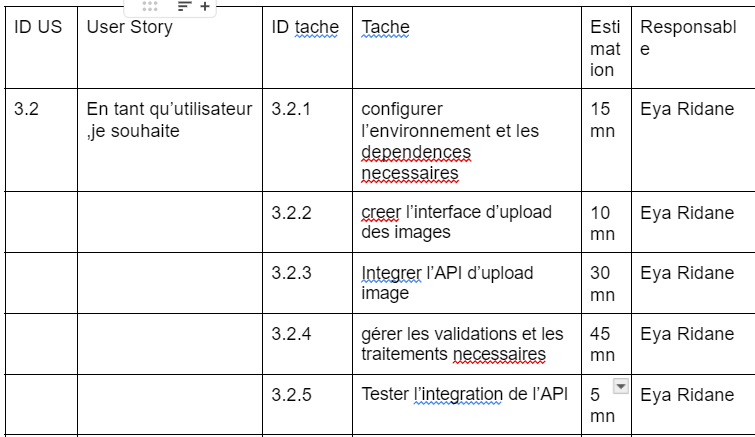 ID US User Story ID tache Tache Esti Responsabl
mat e
ion
3.2 En tant qu’utilisateur 3.2.1 configurer 15 Eya Ridane
,je souhaite l’environnement et les mn
dependences
necessaires
3.2.2 creer l’interface d’upload 10 Eya Ridane
des images mn
3.2.3 Integrer l’API d’upload 30 Eya Ridane
image mn
3.2.4 gérer les validations et les 45 Eya Ridane
traitements necessaires mn
3.2.5 Tester l’integration de l’API 5 Eya Ridane
mn